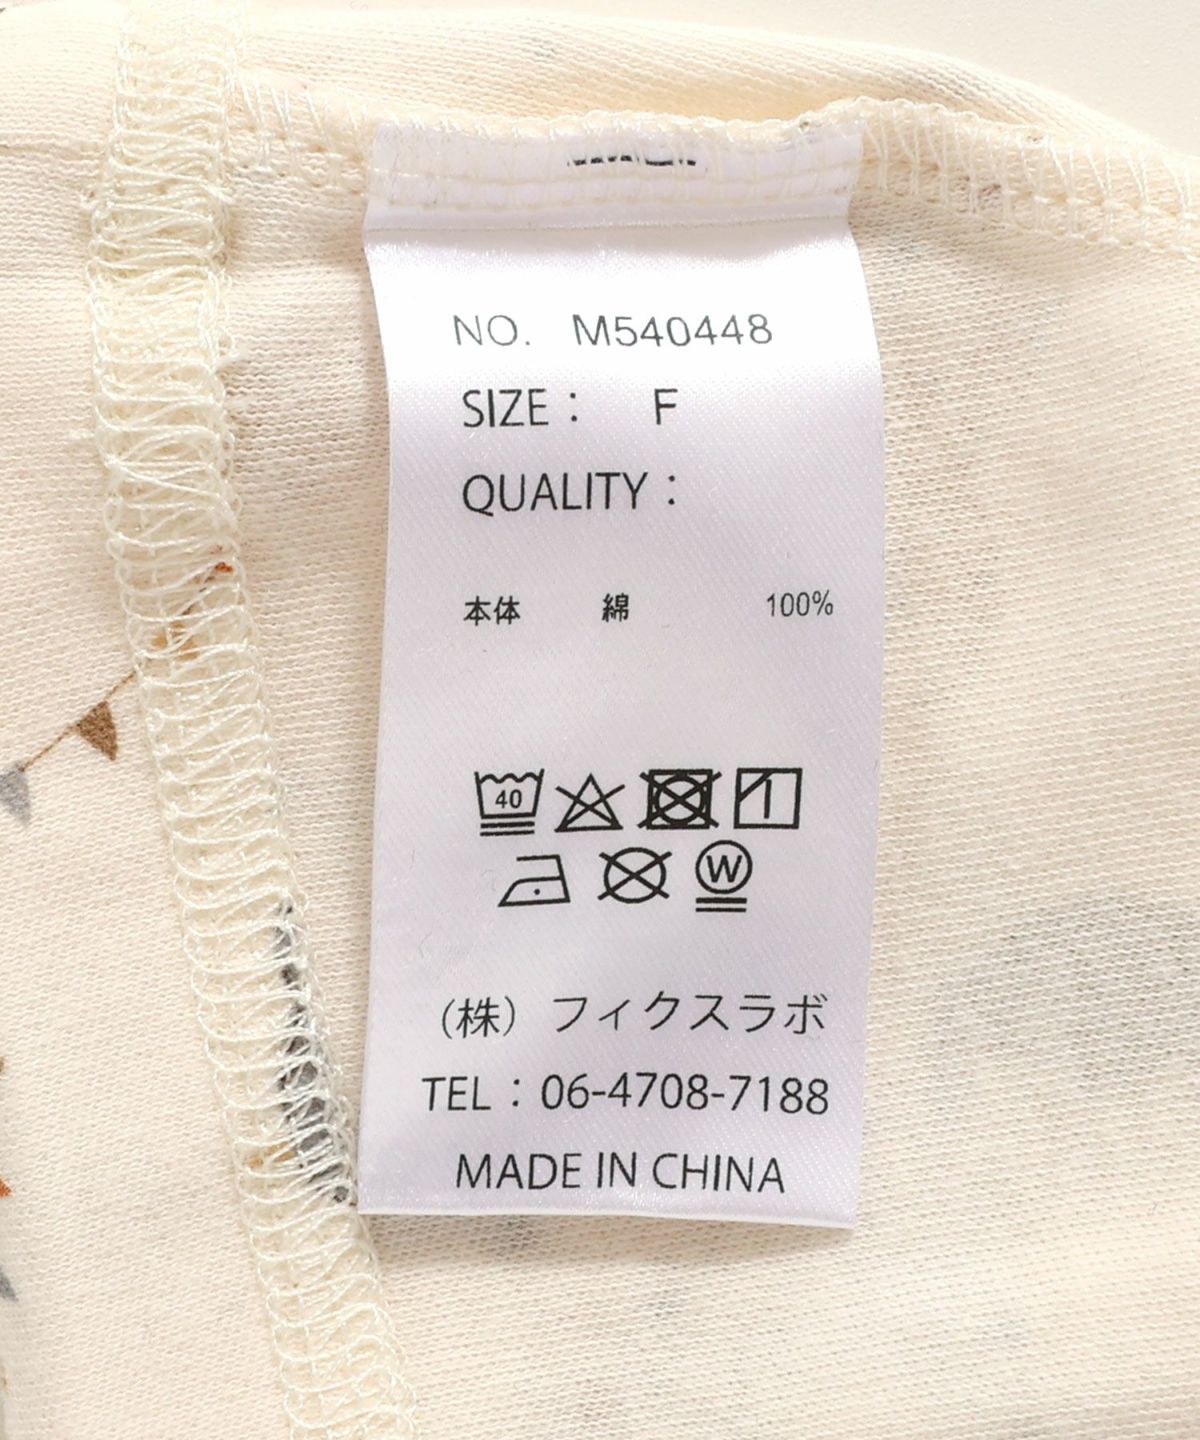 NO. M540448
SIZE : F
QUALITY :
本体 綿 100%
40
W
(株) フィクスラボ
TEL : 06-4708-7188
MADE IN CHINA